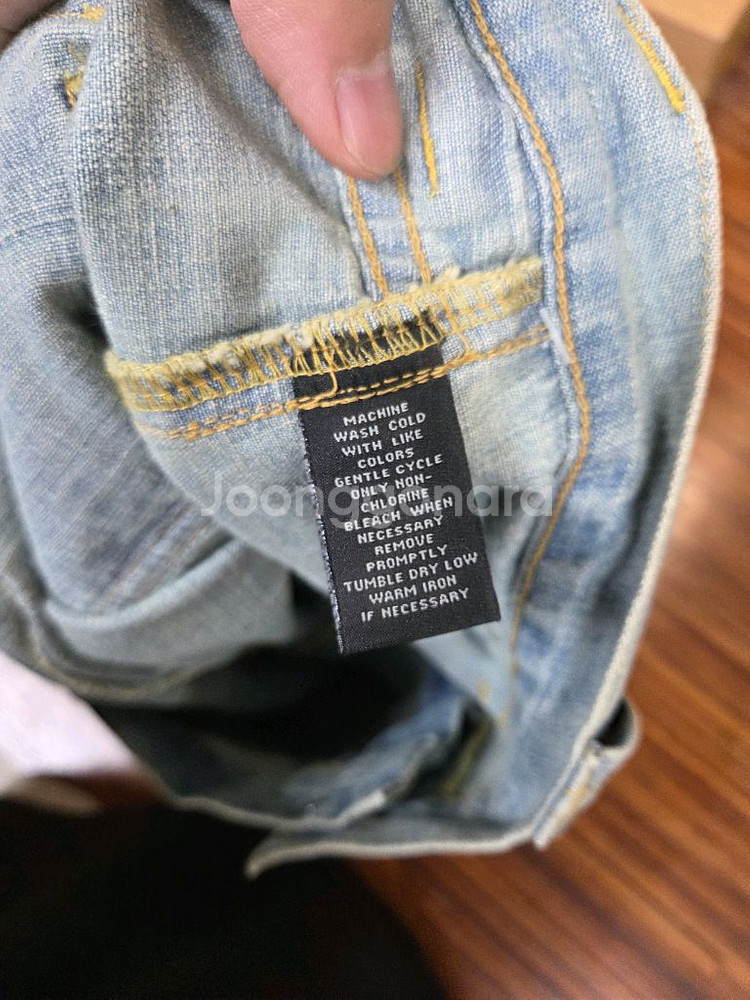 MACHINE
WASH COLD
WITH LIKE
COLORS
GENTLE CYCLE
ONLY NON-
CHLORINE
BLEACH WHEN
NECESSARY
REMOVE
PROMPTLY
TUMBLE DRY LOW
WARM IRON
IF NECESSARY
Joonggonara